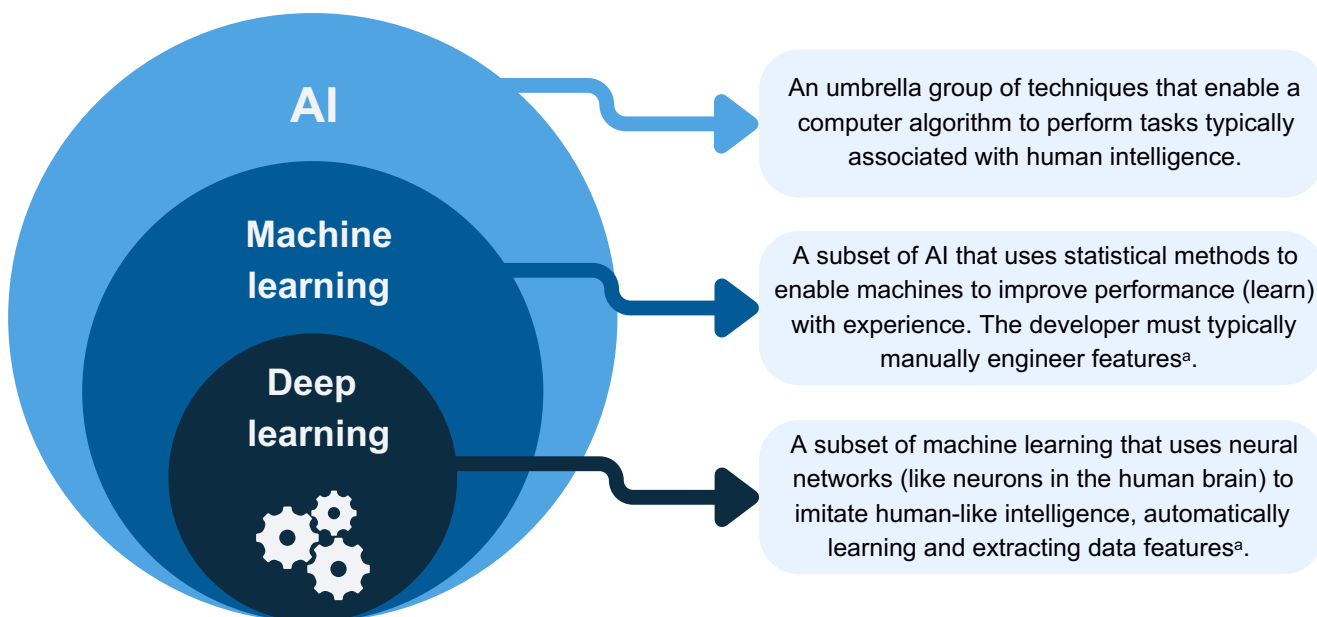 AI
An umbrella group of techniques that enable a
computer algorithm to perform tasks typically
associated with human intelligence.
Machine
learning
A subset of AI that uses statistical methods to
enable machines to improve performance (learn)
with experience. The developer must typically
manually engineer featuresᵃ.
Deep
learning
A subset of machine learning that uses neural
networks (like neurons in the human brain) to
imitate human-like intelligence, automatically
learning and extracting data featuresᵃ.